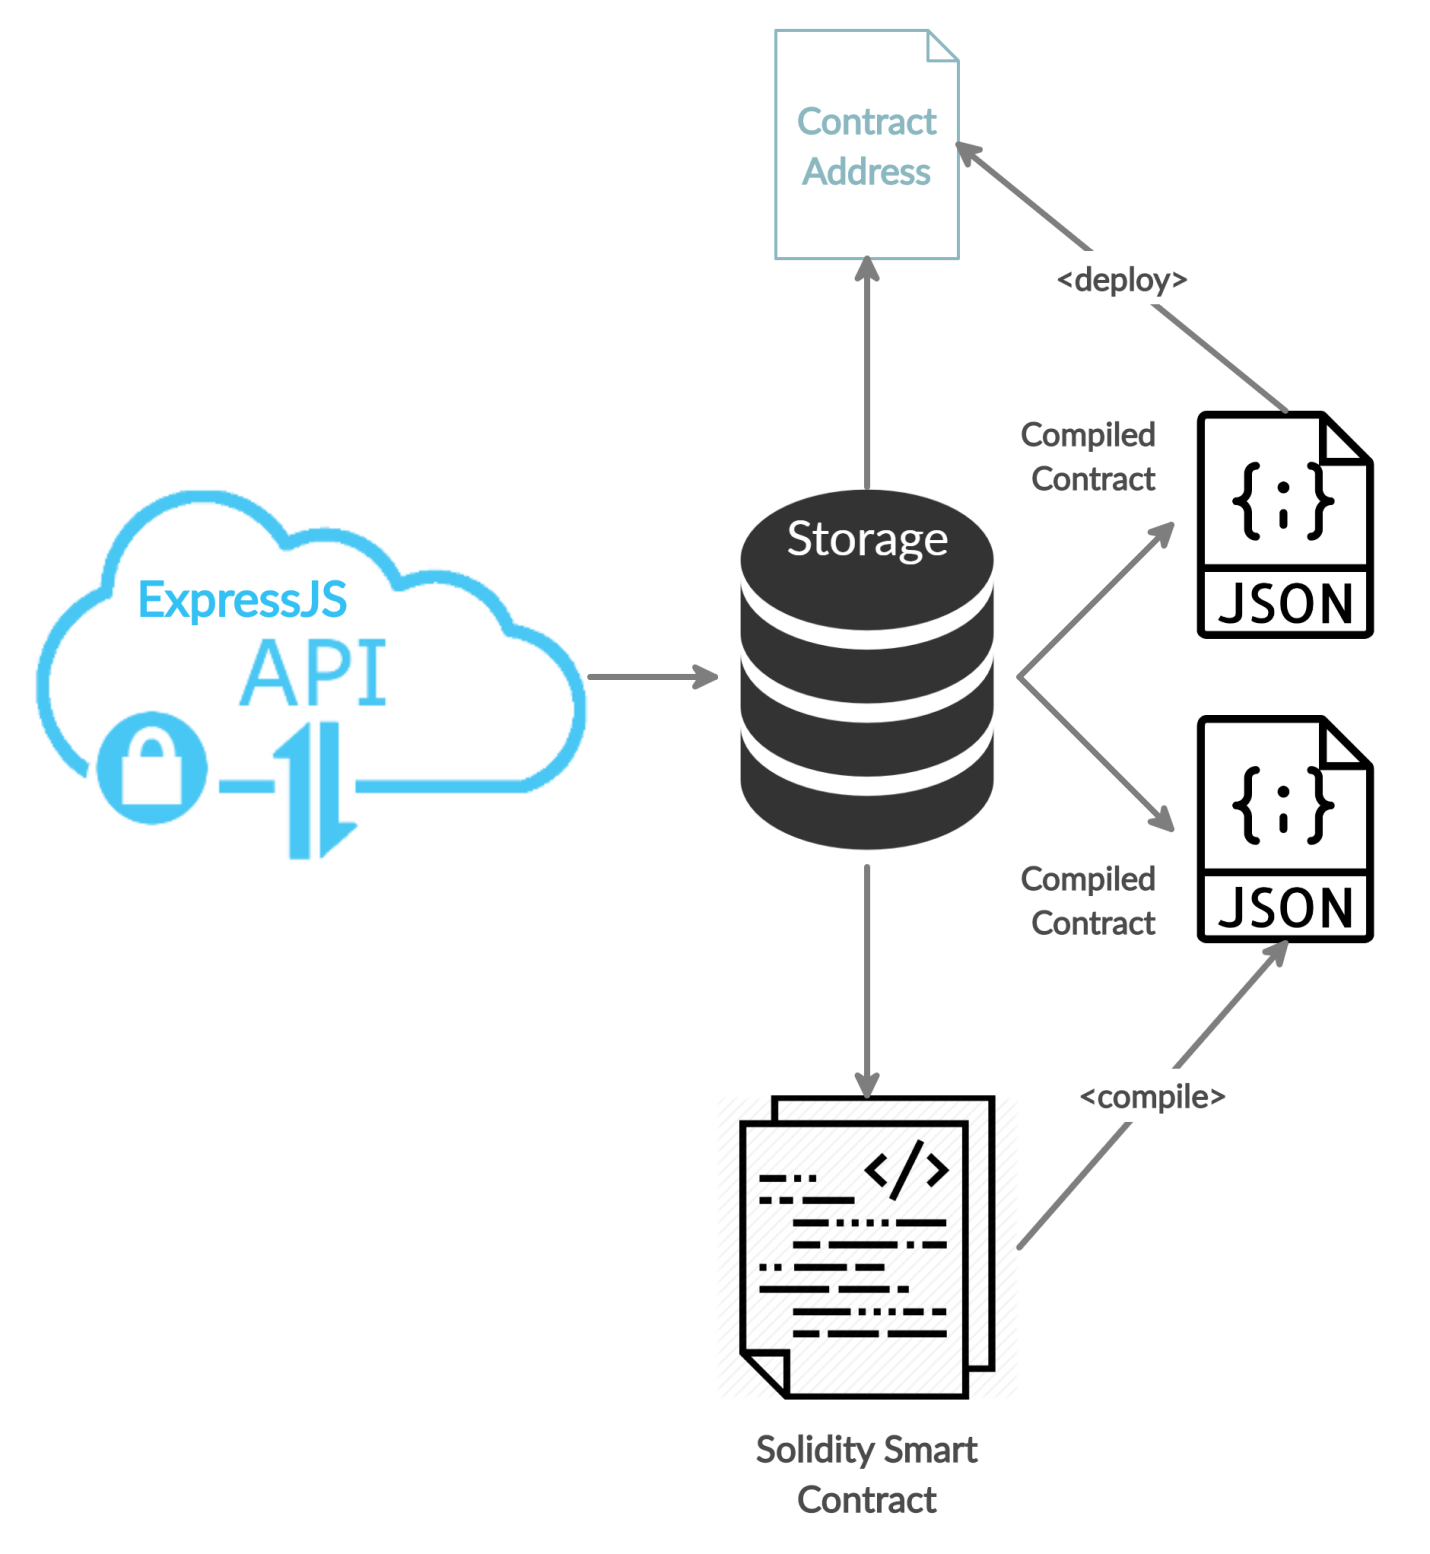 Contract
Address
<deploy>
Compiled
Contract
{;}
JSON
Storage
ExpressJS
API
{;}
JSON
Compiled
Contract
<compile>
</>
Solidity Smart
Contract